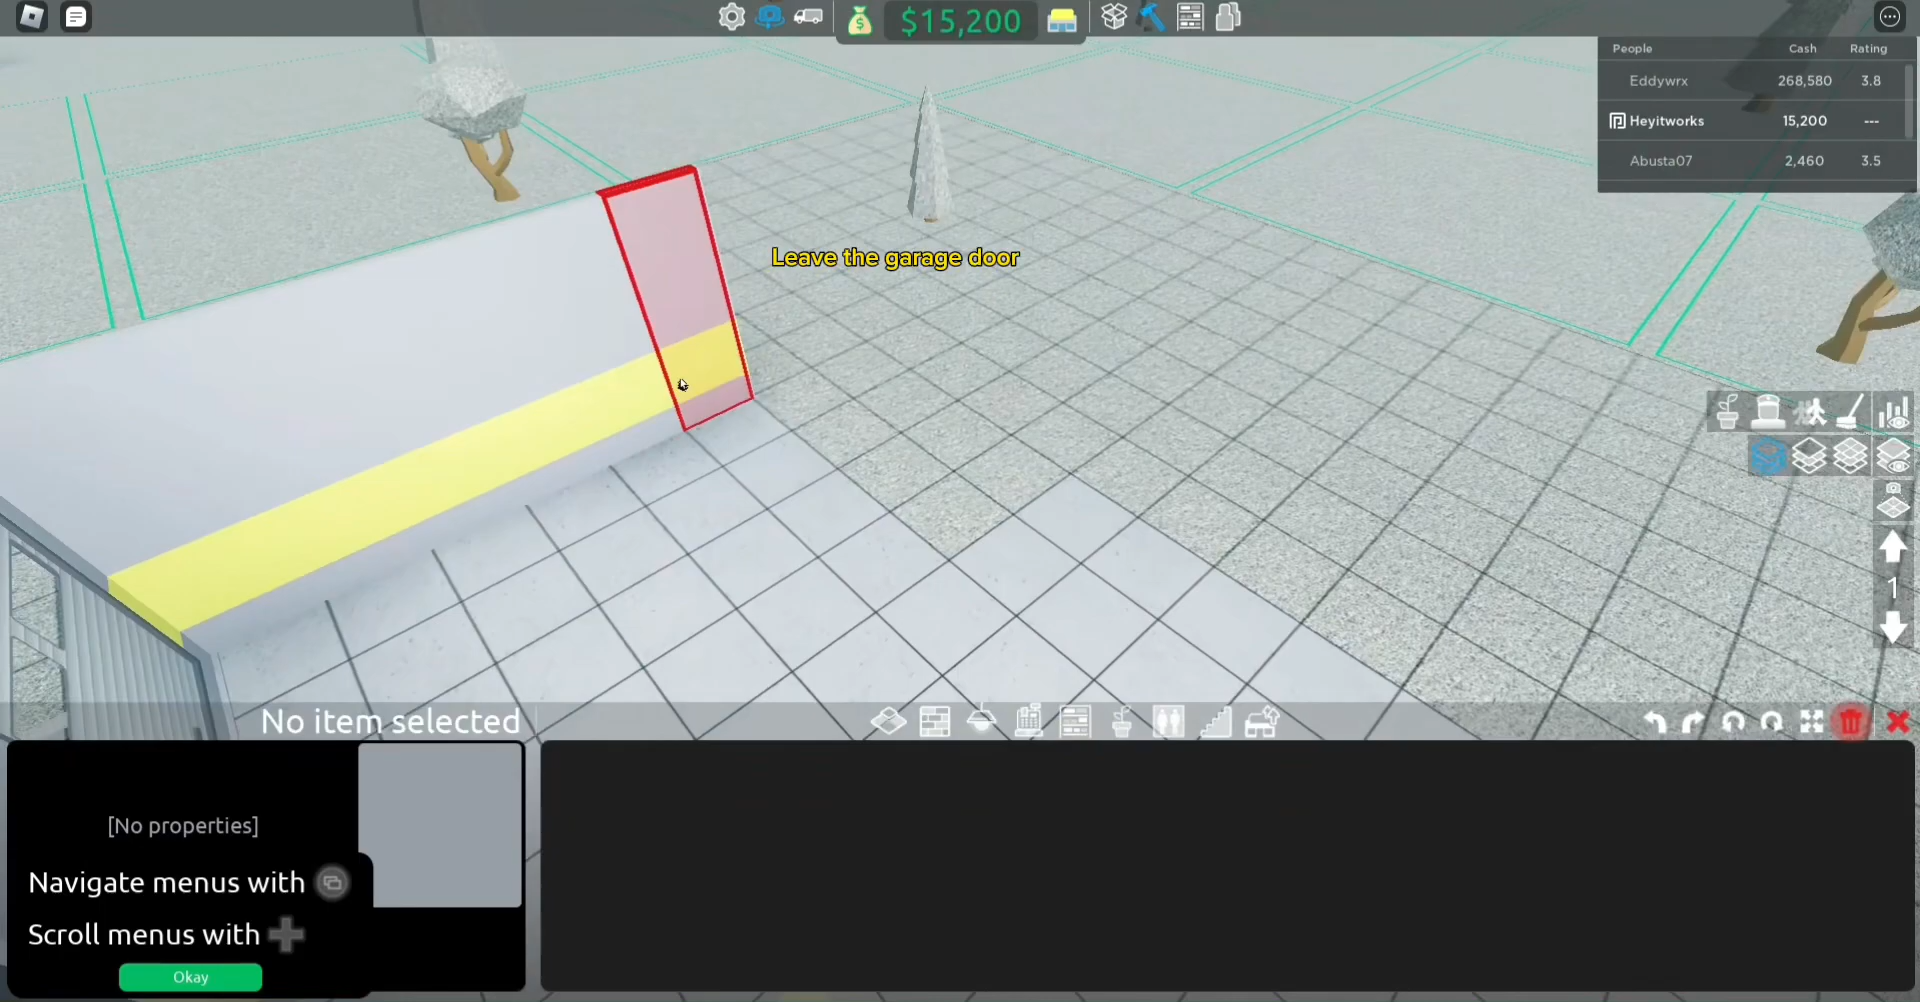 $15,200
People Cash Rating
Eddywrx 268,580 3.8
Heyitworks 15,200 ---
Abusta07 2,460 3.5
Leave the garage door
1
No item selected
[No properties]
Navigate menus with
Scroll menus with
Okay